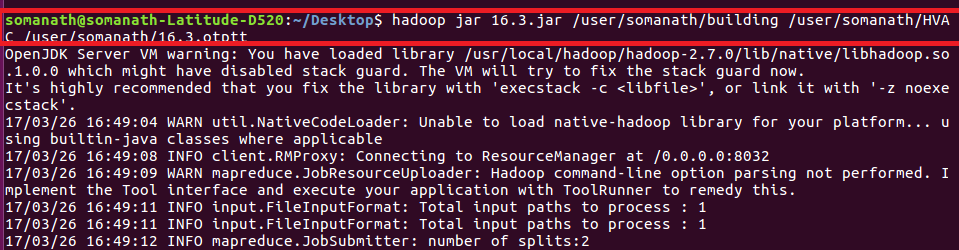 somanath@somanath-Latitude-D520:~/Desktop$ hadoop jar 16.3.jar /user/somanath/building /user/somanath/HVA
C /user/somanath/16.3.otptt
OpenJDK Server VM warning: You have loaded library /usr/local/hadoop/hadoop-2.7.0/lib/native/libhadoop.so
.1.0.0 which might have disabled stack guard. The VM will try to fix the stack guard now.
It's highly recommended that you fix the library with 'execstack -c <libfile>', or link it with '-z noexe
cstack'.
17/03/26 16:49:04 WARN util.NativeCodeLoader: Unable to load native-hadoop library for your platform... u
sing builtin-java classes where applicable
17/03/26 16:49:08 INFO client.RMProxy: Connecting to ResourceManager at /0.0.0.0:8032
17/03/26 16:49:09 WARN mapreduce.JobResourceUploader: Hadoop command-line option parsing not performed. I
mplement the Tool interface and execute your application with ToolRunner to remedy this.
17/03/26 16:49:11 INFO input.FileInputFormat: Total input paths to process : 1
17/03/26 16:49:11 INFO input.FileInputFormat: Total input paths to process : 1
17/03/26 16:49:12 INFO mapreduce.JobSubmitter: number of splits:2